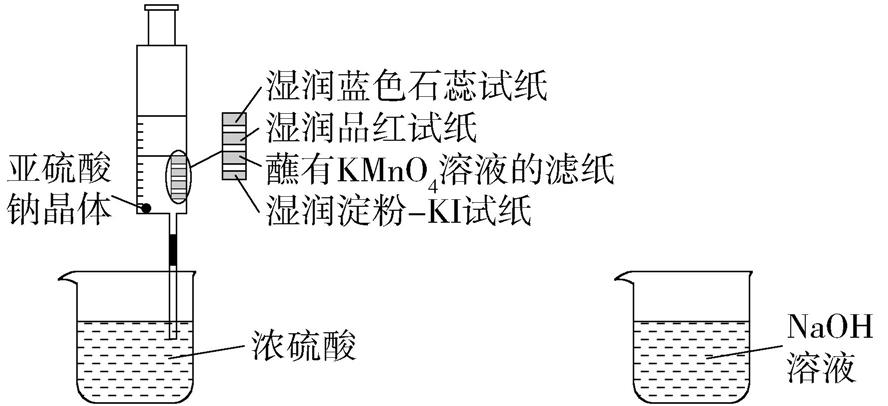 湿润蓝色石蕊试纸
湿润品红试纸
蘸有KMnO₄溶液的滤纸
湿润淀粉-KI试纸
亚硫酸
钠晶体
浓硫酸
NaOH
溶液